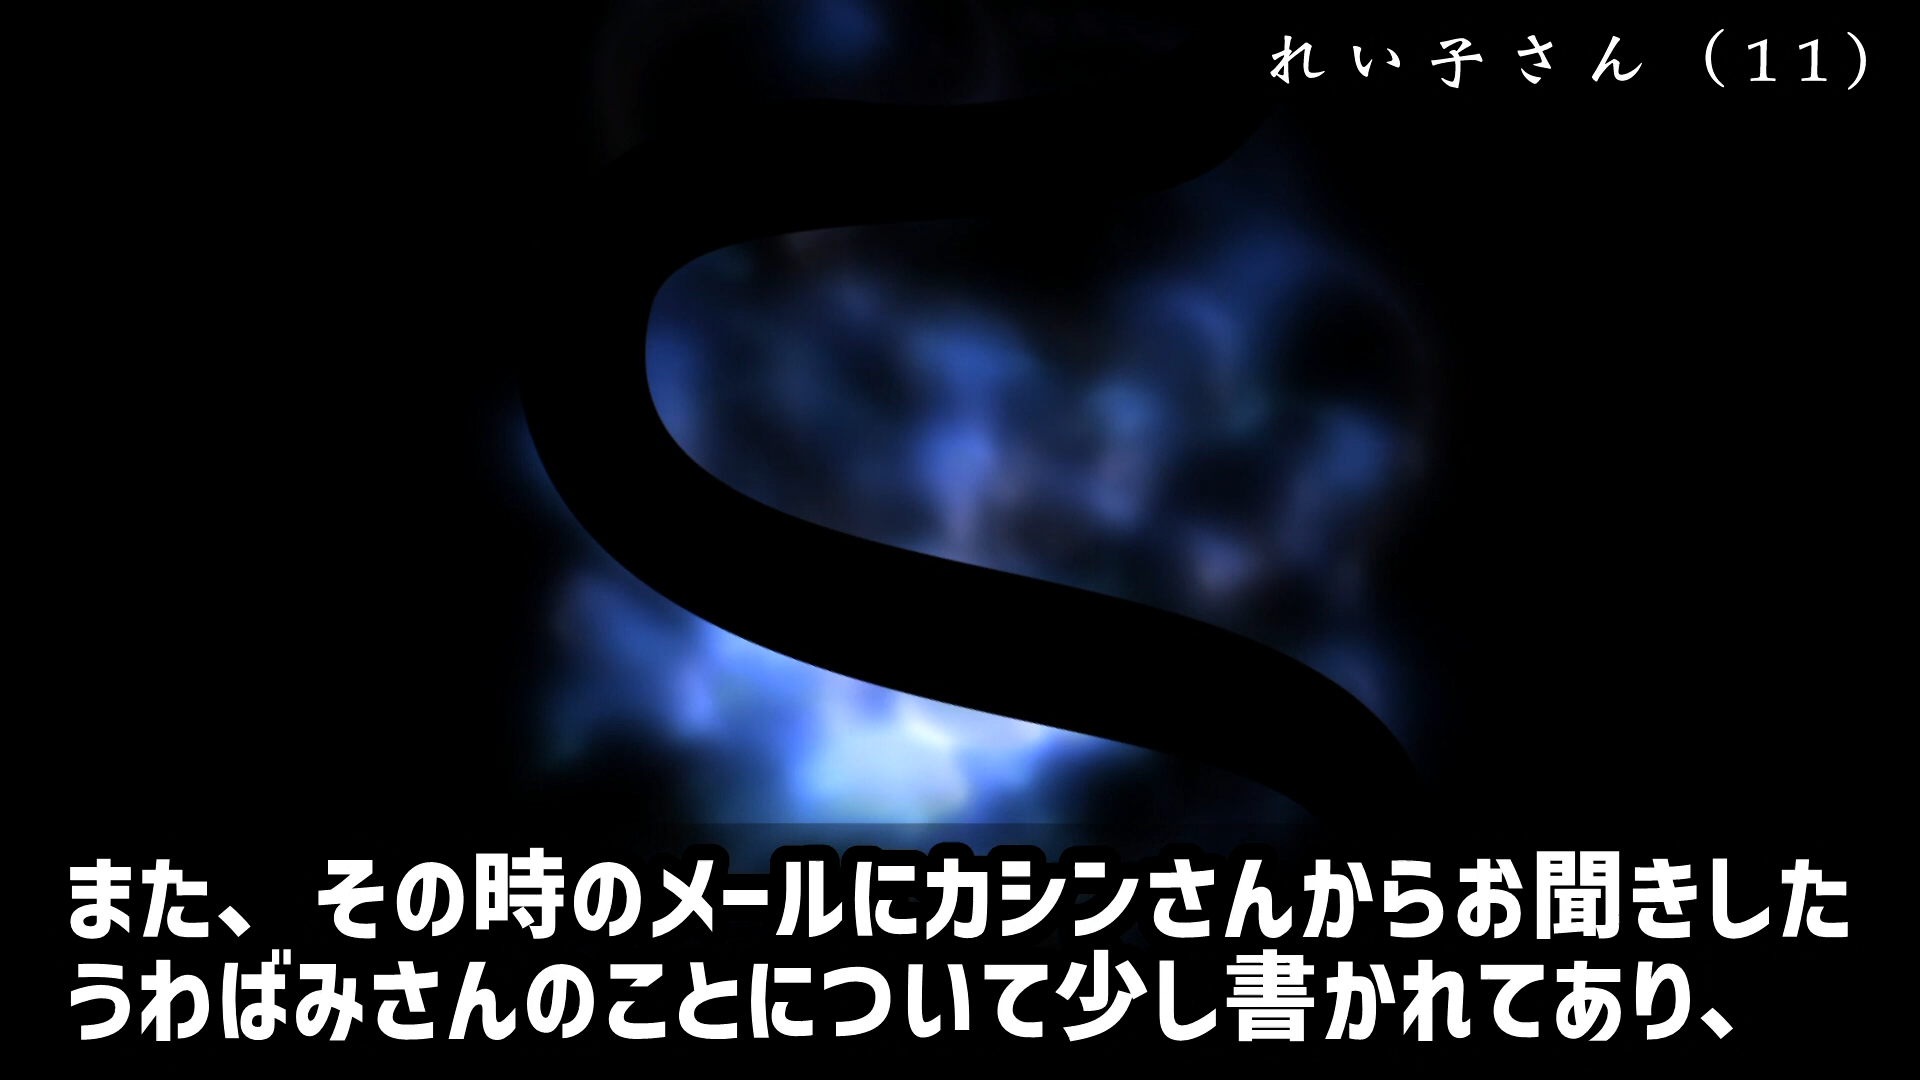 れい子さん（11）
また、その時のメールにカシンさんからお聞きした
うわばみさんのことについて少し書かれてあり、